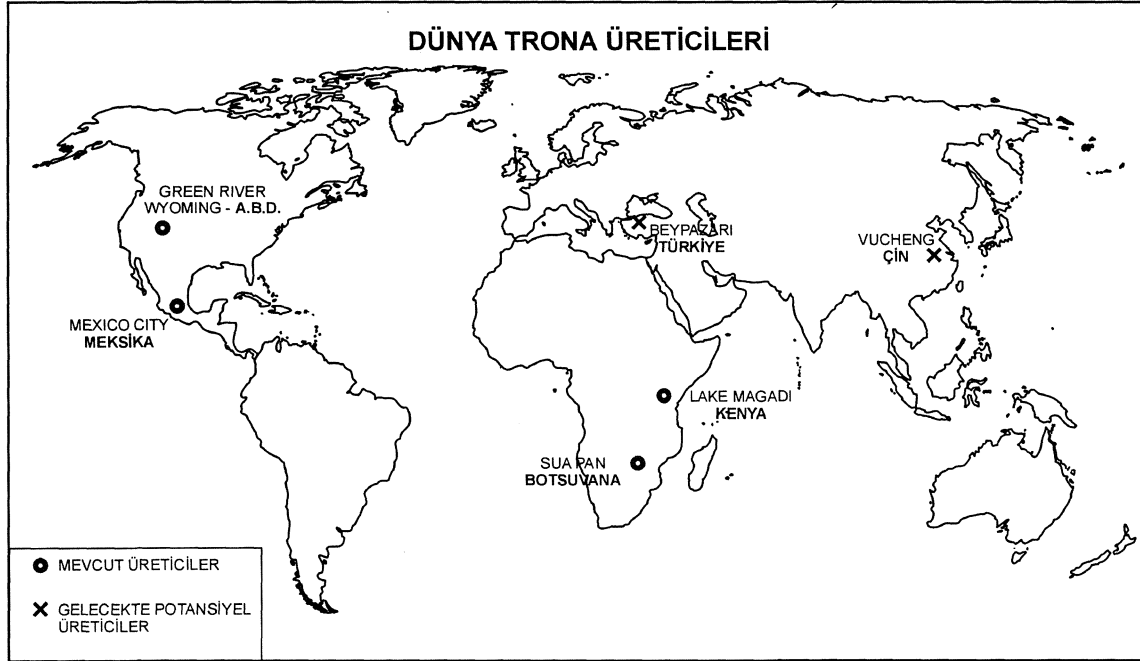 DÜNYA TRONA ÜRETİCİLERİ
GREEN RIVER
WYOMING - A.B.D.
BEYPAZARI
TÜRKİYE
VUCHENG
ÇİN
MEXICO CITY
MEKSİKA
LAKE MAGADI
KENYA
SUA PAN
BOTSUVANA
MEVCUT ÜRETİCİLER
GELECEKTE POTANSİYEL
ÜRETİCİLER